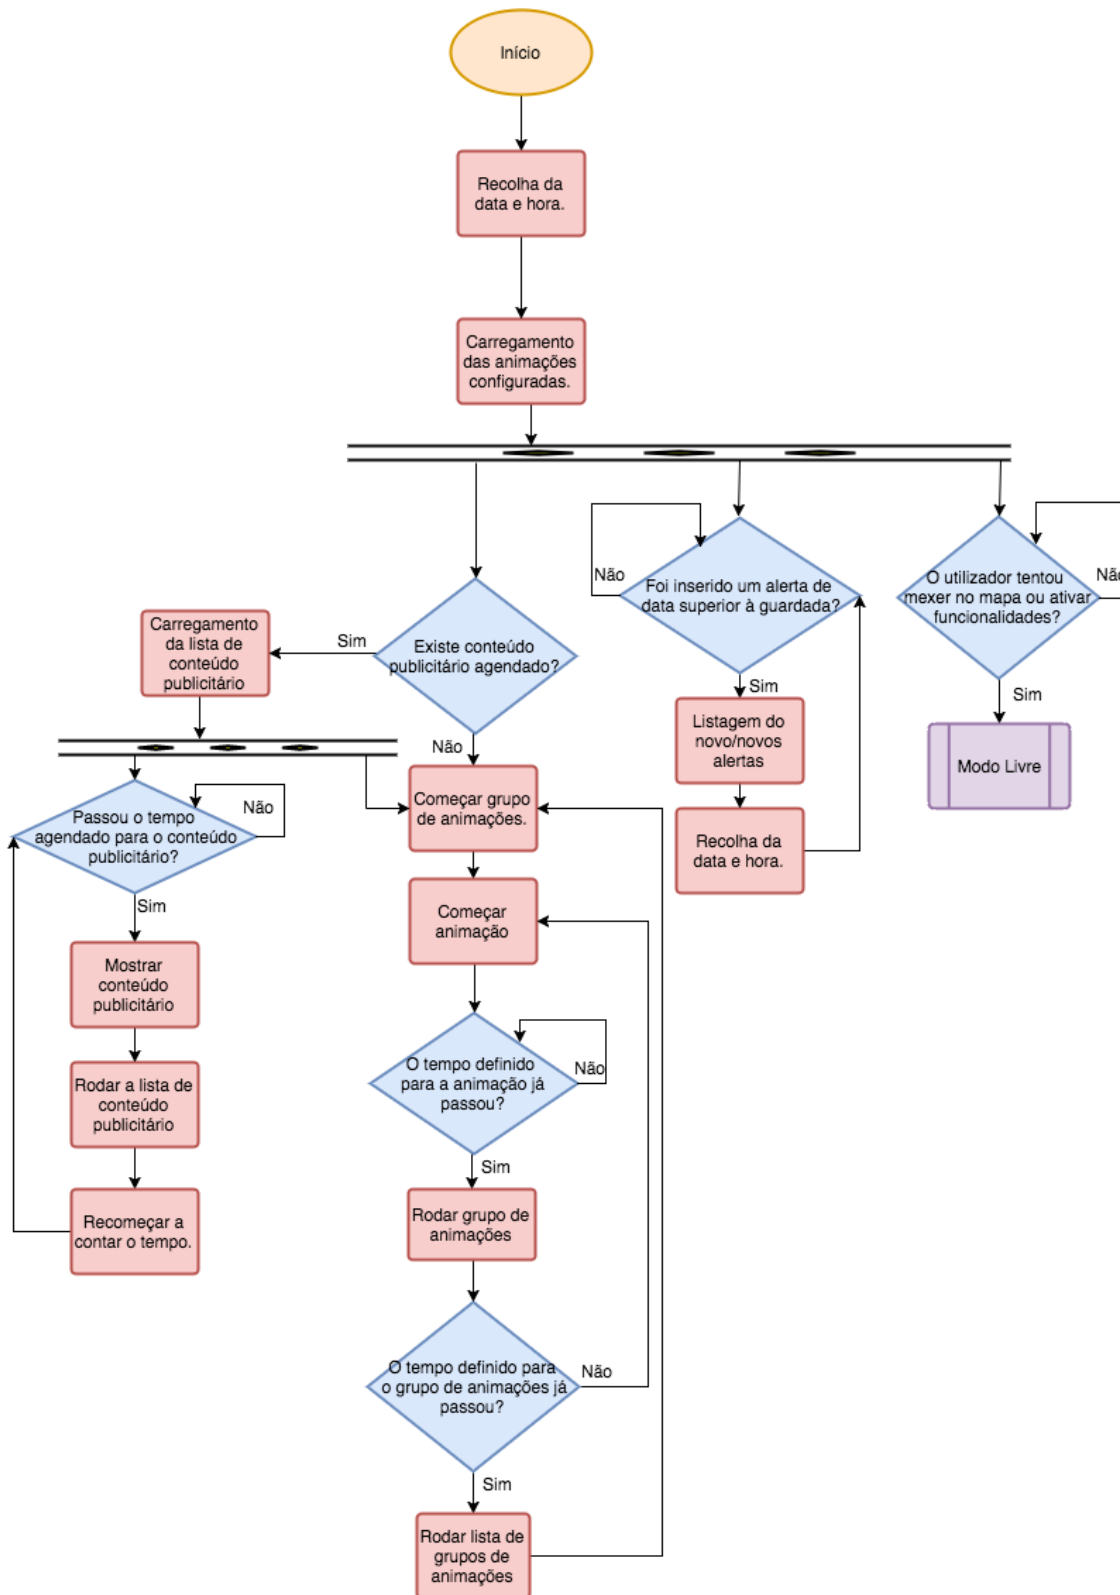 Início
Recolha da
data e hora.
Carregamento
das animações
configuradas.
Não
Foi inserido um alerta de
data superior à guardada?
Sim
Listagem do
novo/novos
alertas
Recolha da
data e hora.
Não
O utilizador tentou
mexer no mapa ou ativar
funcionalidades?
Sim
Modo Livre
Existe conteúdo
publicitário agendado?
Sim
Não
Carregamento
da lista de
conteúdo
publicitário
Passou o tempo
agendado para o conteúdo
publicitário?
Não
Sim
Mostrar
conteúdo
publicitário
Rodar a lista de
conteúdo
publicitário
Recomeçar a
contar o tempo.
Começar grupo
de animações.
Começar
animação
O tempo definido
para a animação já
passou?
Não
Sim
Rodar grupo de
animações
O tempo definido para
o grupo de animações já
passou?
Não
Sim
Rodar lista de
grupos de
animações